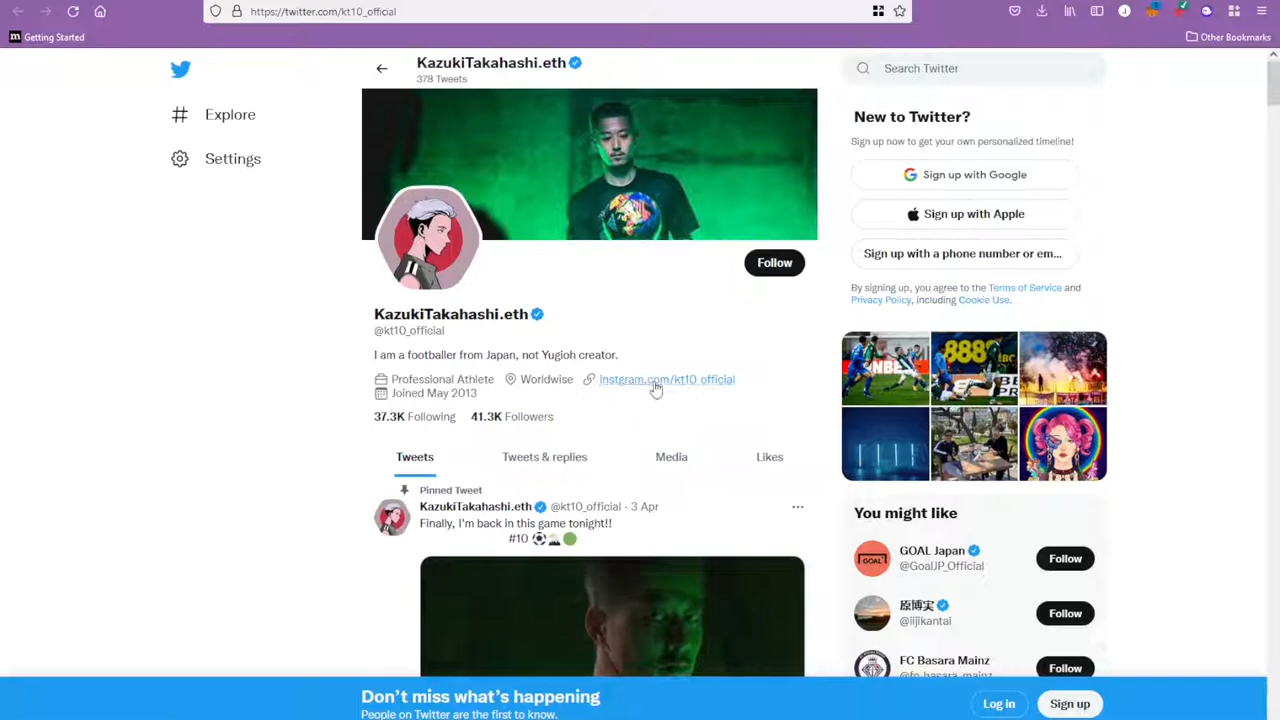 https://twitter.com/kt10_official
Getting Started
Other Bookmarks
Explore
Settings
KazukiTakahashi.eth
378 Tweets
Follow
KazukiTakahashi.eth
@kt10_official
I am a footballer from Japan, not Yugioh creator.
Professional Athlete Worldwise instgram.com/kt10_official
Joined May 2013
37.3K Following 41.3K Followers
Tweets Tweets & replies Media Likes
Pinned Tweet
KazukiTakahashi.eth @kt10_official · 3 Apr
Finally, I'm back in this game tonight!!
#10
Search Twitter
New to Twitter?
Sign up now to get your own personalized timeline!
Sign up with Google
Sign up with Apple
Sign up with a phone number or em...
By signing up, you agree to the Terms of Service and
Privacy Policy, including Cookie Use.
888
You might like
GOAL
GOAL Japan
@GoalJP_Official
Follow
原博実
@iijikantai
Follow
FC Basara Mainz
@fc_basara_mainz
Follow
Don't miss what's happening
People on Twitter are the first to know.
Log in
Sign up